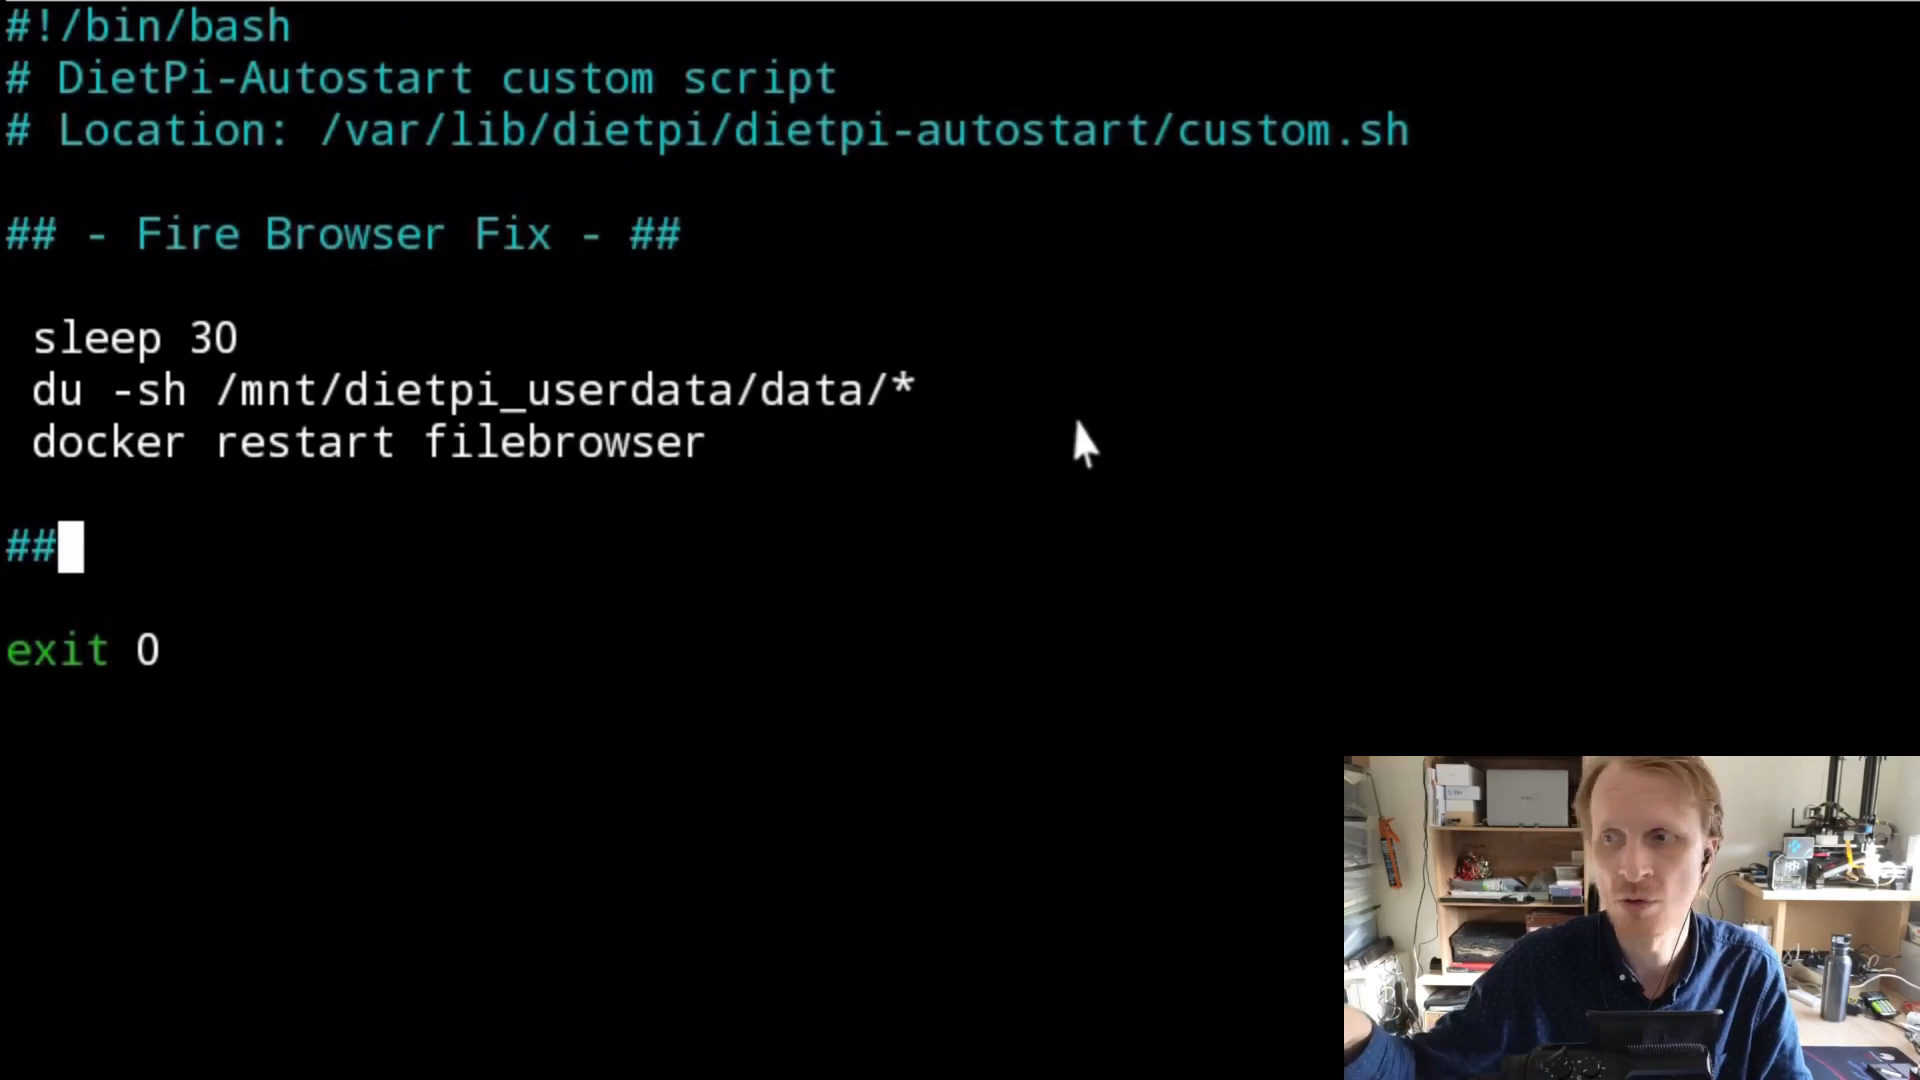 #!/bin/bash
# DietPi-Autostart custom script
# Location: /var/lib/dietpi/dietpi-autostart/custom.sh
## - Fire Browser Fix - ##
sleep 30
du -sh /mnt/dietpi_userdata/data/*
docker restart filebrowser
##
exit 0